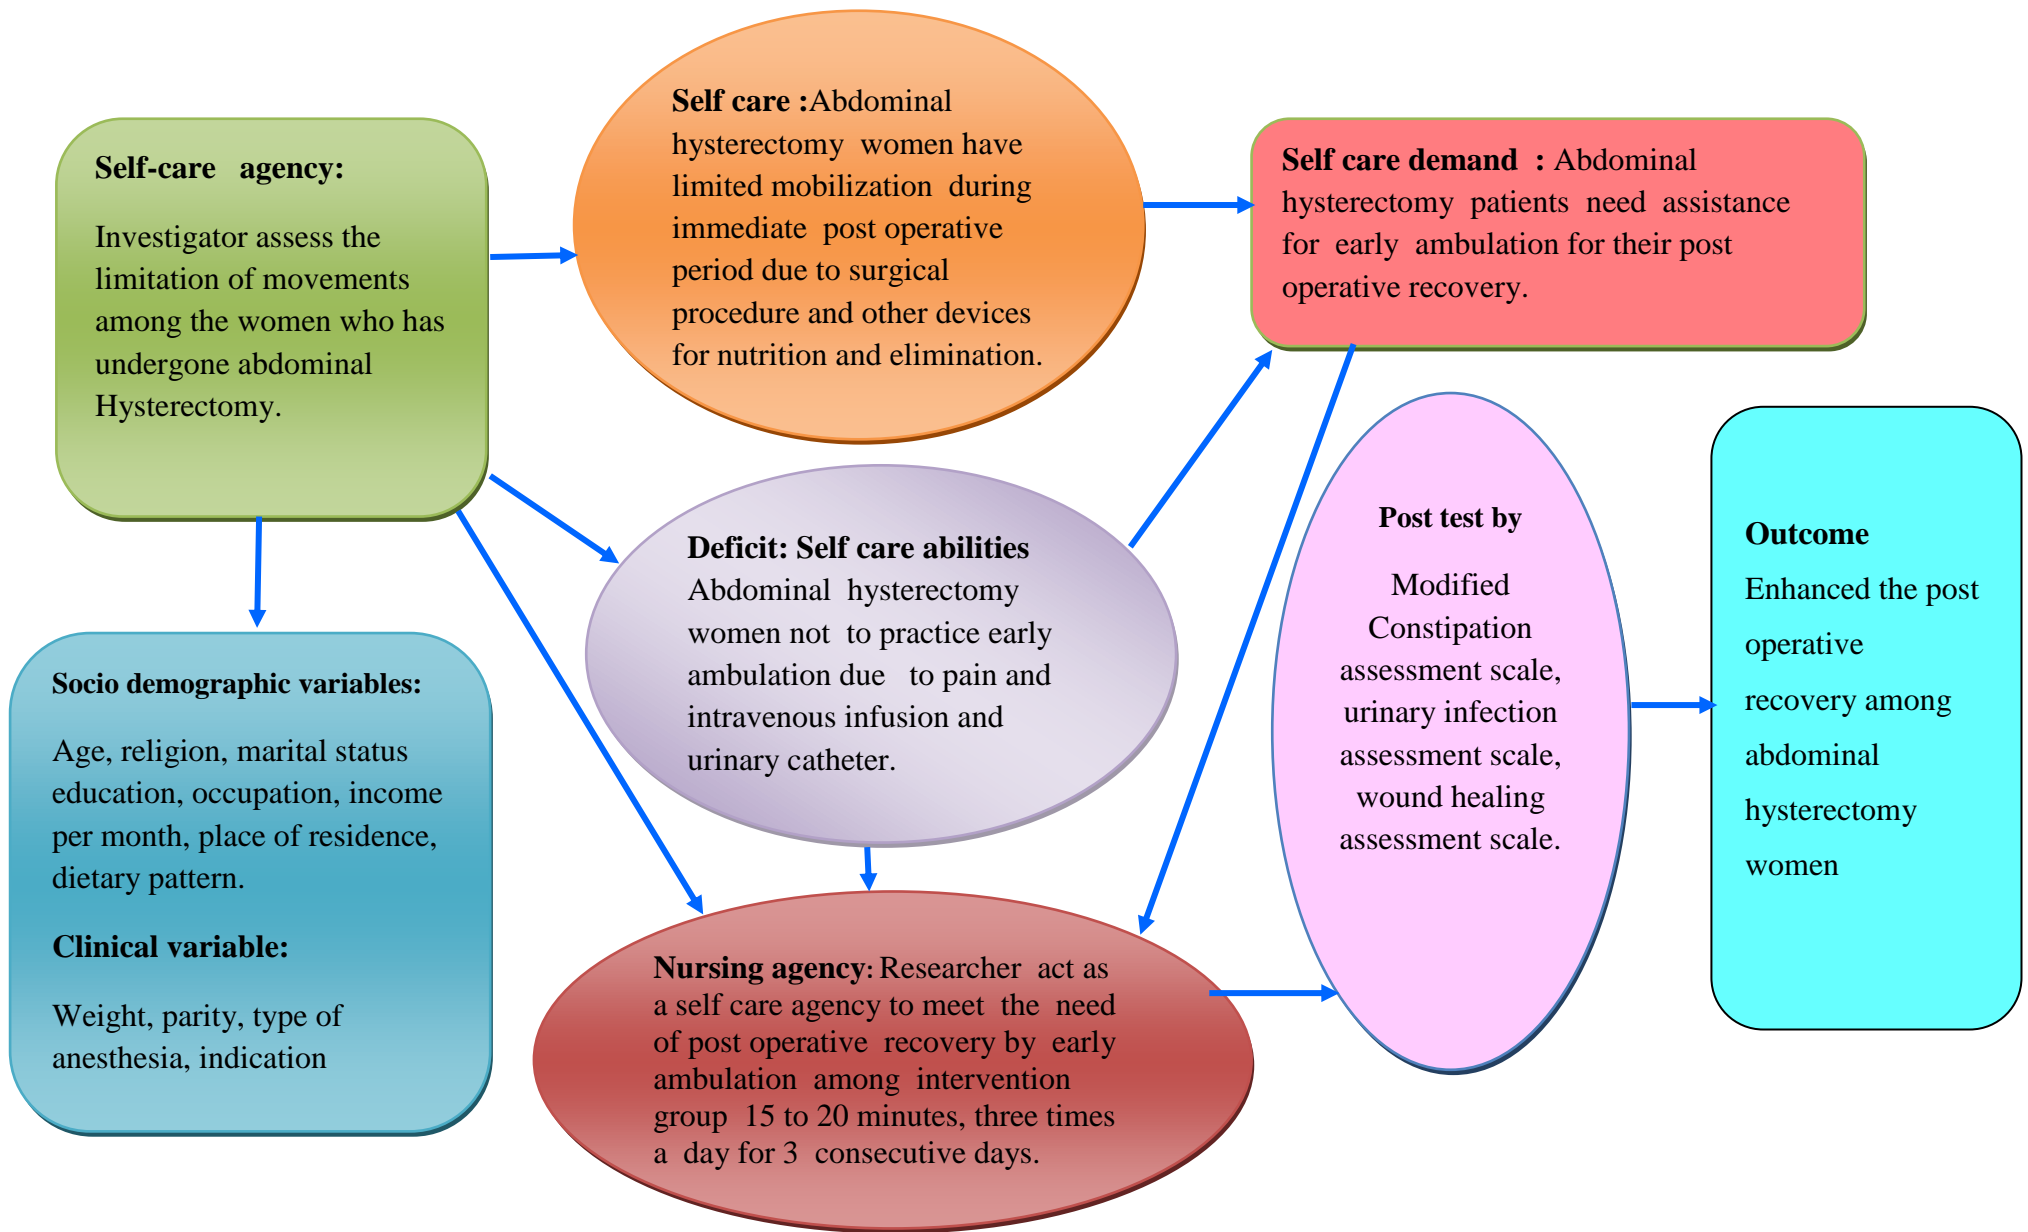 Self-care agency:
Investigator assess the
limitation of movements
among the women who has
undergone abdominal
Hysterectomy.
Self care :Abdominal
hysterectomy women have
limited mobilization during
immediate post operative
period due to surgical
procedure and other devices
for nutrition and elimination.
Self care demand : Abdominal
hysterectomy patients need assistance
for early ambulation for their post
operative recovery.
Socio demographic variables:
Age, religion, marital status
education, occupation, income
per month, place of residence,
dietary pattern.
Clinical variable:
Weight, parity, type of
anesthesia, indication
Deficit: Self care abilities
Abdominal hysterectomy
women not to practice early
ambulation due to pain and
intravenous infusion and
urinary catheter.
Nursing agency: Researcher act as
a self care agency to meet the need
of post operative recovery by early
ambulation among intervention
group 15 to 20 minutes, three times
a day for 3 consecutive days.
Post test by
Modified
Constipation
assessment scale,
urinary infection
assessment scale,
wound healing
assessment scale.
Outcome
Enhanced the post
operative
recovery among
abdominal
hysterectomy
women